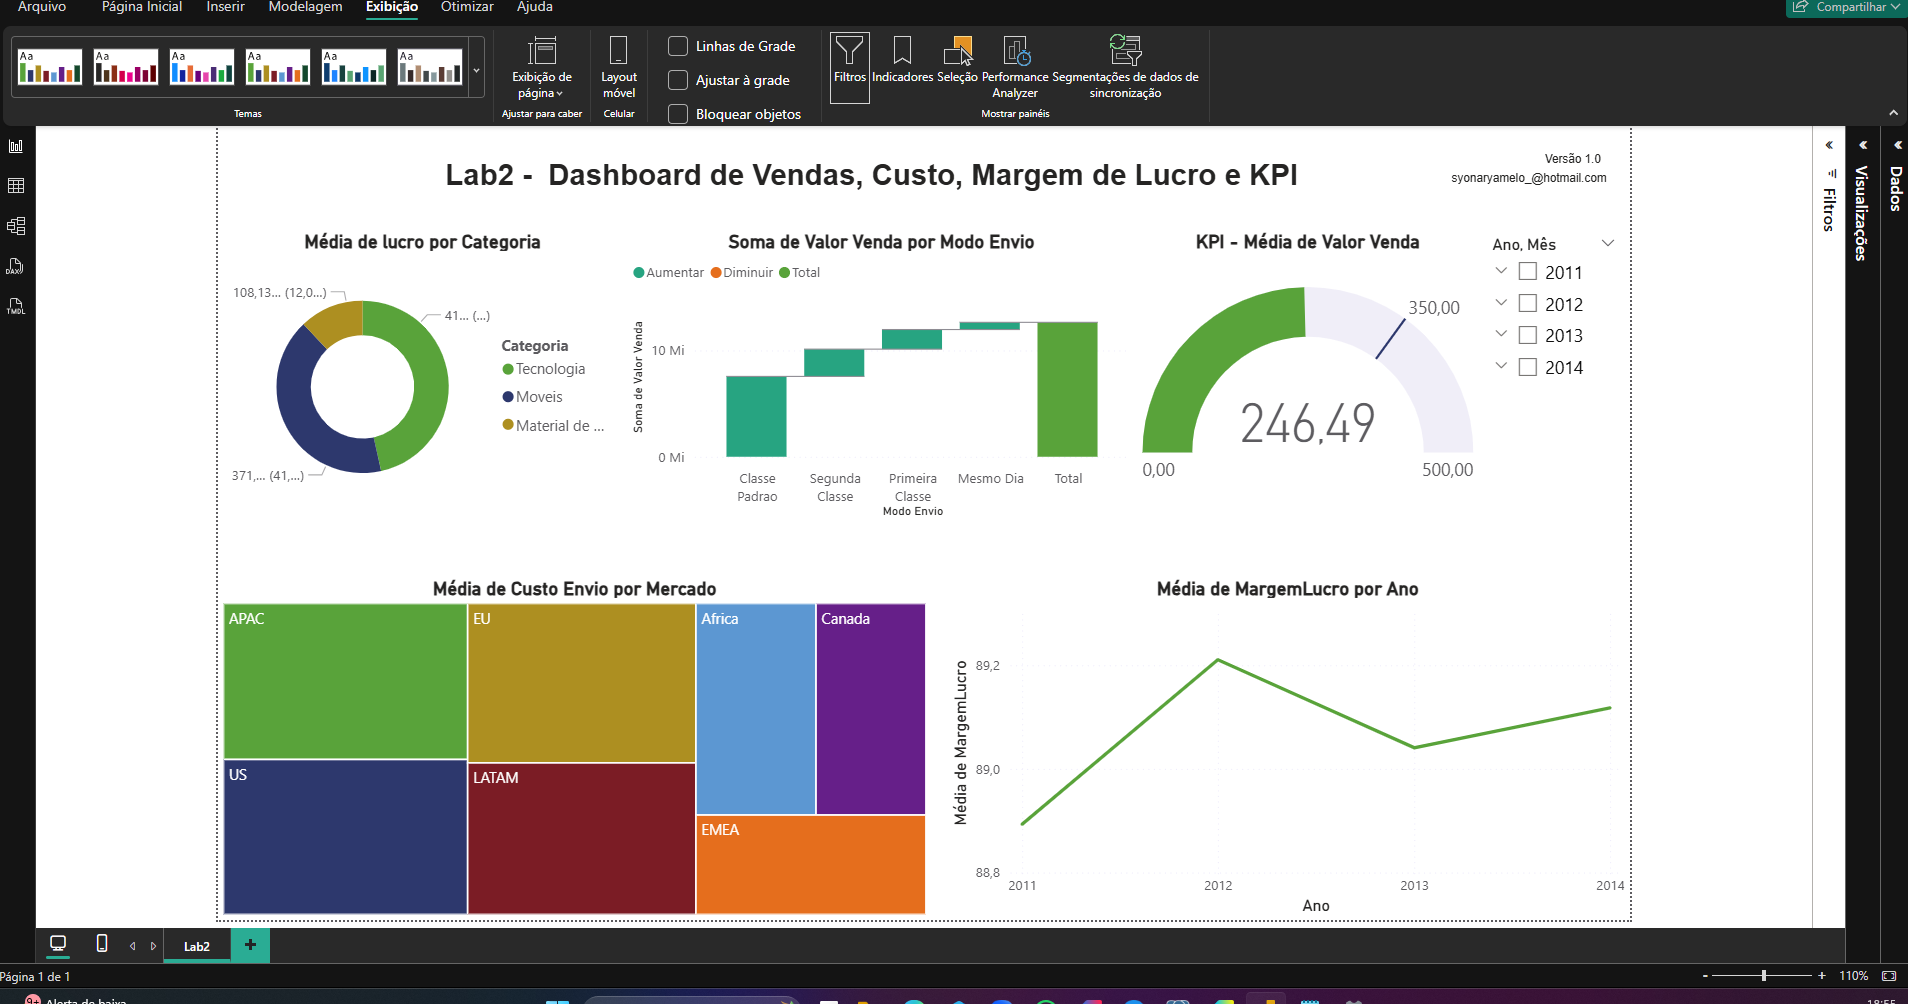 Arquivo Página Inicial Inserir Modelagem Exibição Otimizar Ajuda Compartilhar
Aa Aa Aa Aa Aa Aa
Temas
Exibição de
página
Ajustar para caber
Layout
móvel
Celular
Linhas de Grade
Ajustar à grade
Bloquear objetos
Filtros Indicadores Seleção Performance
Analyzer
Segmentações de dados de
sincronização
Mostrar painéis
DAX
TMDL
Lab2 - Dashboard de Vendas, Custo, Margem de Lucro e KPI
Versão 1.0
syonaryamelo_@hotmail.com
Filtros
Visualizações
Dados
Média de lucro por Categoria
108,13... (12,0...)
41... (...)
371,... (41,...)
Categoria
Tecnologia
Moveis
Material de ...
Soma de Valor Venda por Modo Envio
Aumentar Diminuir Total
Soma de Valor Venda
10 Mi
0 Mi
Classe
Padrao
Segunda
Classe
Primeira
Classe
Mesmo Dia
Total
Modo Envio
KPI - Média de Valor Venda
350,00
246,49
0,00
500,00
Ano, Mês
2011
2012
2013
2014
Média de Custo Envio por Mercado
APAC
EU
Africa
Canada
US
LATAM
EMEA
Média de MargemLucro por Ano
Média de MargemLucro
89,2
89,0
88,8
2011 2012 2013 2014
Ano
Lab2
+
Página 1 de 1
- + 110%
9+ Alerta de baixa
18:55